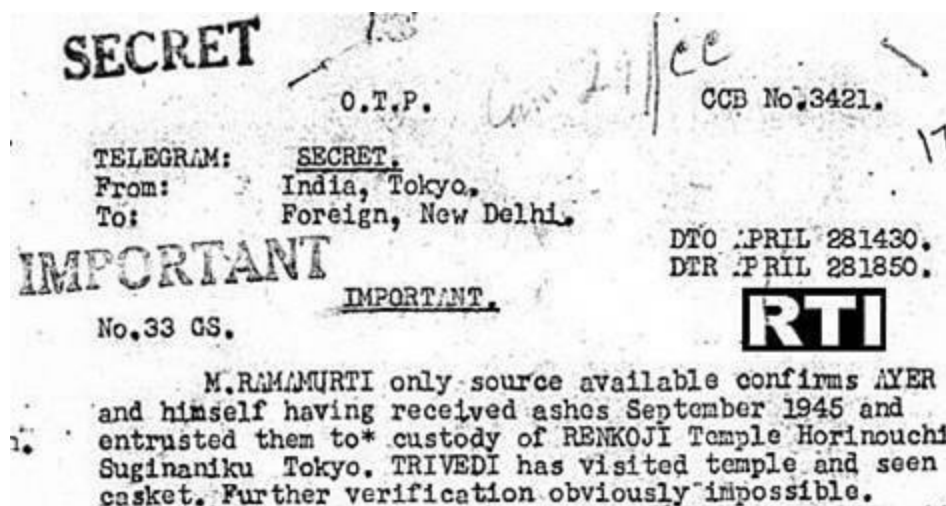 SECRET
CC
O.T.P.
CCB No.3421.
17
TELEGRAM: SECRET.
From: India, Tokyo.
To: Foreign, New Delhi.
DTO APRIL 281430.
DTR APRIL 281850.
IMPORTANT
IMPORTANT.
RTI
No.33 GS.
M.RAMAMURTI only source available confirms AYER
and himself having received ashes September 1945 and
entrusted them to* custody of RENKOJI Temple Horinouchi
Suginaniku Tokyo. TRIVEDI has visited temple and seen
casket. Further verification obviously impossible.